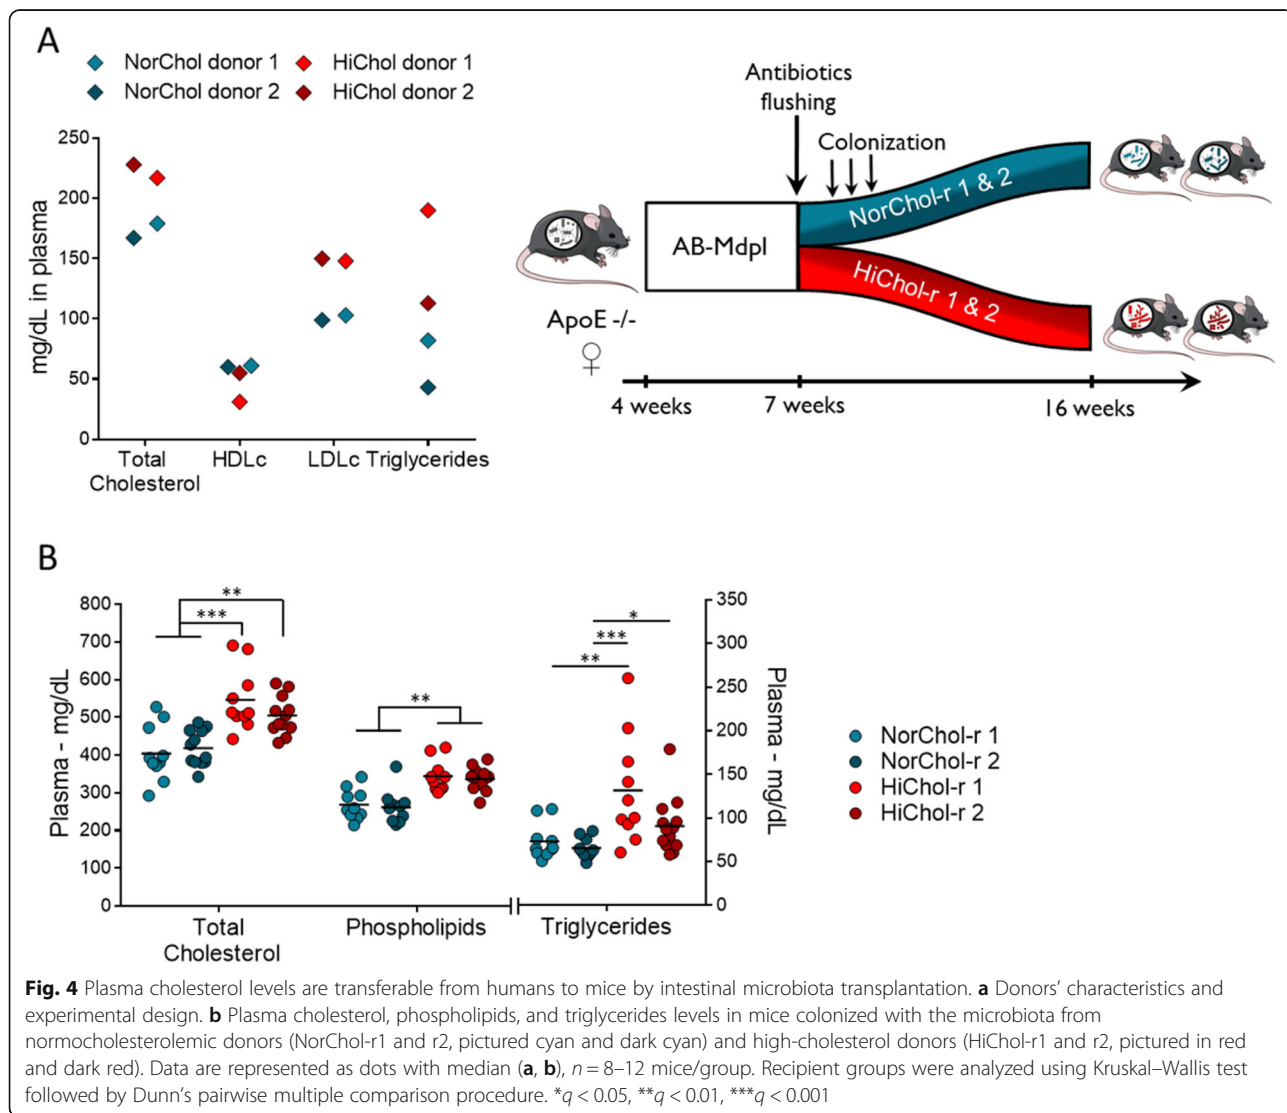 A
NorChol donor 1
HiChol donor 1
NorChol donor 2
HiChol donor 2
mg/dL in plasma
250
200
150
100
50
0
Total
Cholesterol
HDLc
LDLc
Triglycerides
Antibiotics
flushing
Colonization
AB-Mdpl
NorChol-r 1 & 2
HiChol-r 1 & 2
ApoE -/-
♀
4 weeks
7 weeks
16 weeks
B
Plasma - mg/dL
800
700
600
500
400
300
200
100
0
**
***
**
*
***
**
350
300
250
200
150
100
50
0
Plasma - mg/dL
Total
Cholesterol
Phospholipids
Triglycerides
NorChol-r 1
NorChol-r 2
HiChol-r 1
HiChol-r 2
Fig. 4 Plasma cholesterol levels are transferable from humans to mice by intestinal microbiota transplantation. a Donors' characteristics and
experimental design. b Plasma cholesterol, phospholipids, and triglycerides levels in mice colonized with the microbiota from
normocholesterolemic donors (NorChol-r1 and r2, pictured cyan and dark cyan) and high-cholesterol donors (HiChol-r1 and r2, pictured in red
and dark red). Data are represented as dots with median (a, b), n = 8–12 mice/group. Recipient groups were analyzed using Kruskal–Wallis test
followed by Dunn's pairwise multiple comparison procedure. *q < 0.05, **q < 0.01, ***q < 0.001